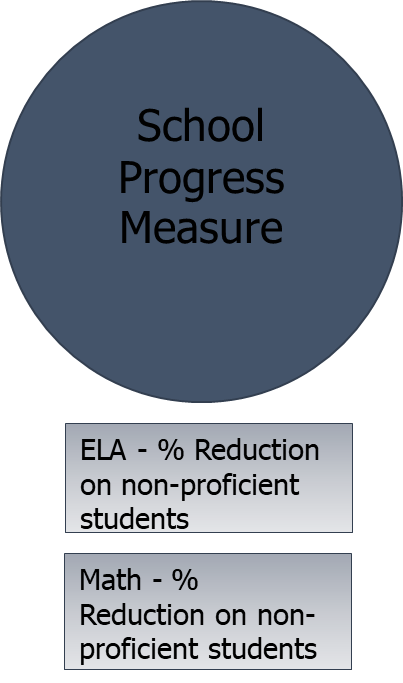 School
Progress
Measure
ELA - % Reduction
on non-proficient
students
Math - %
Reduction on non-
proficient students